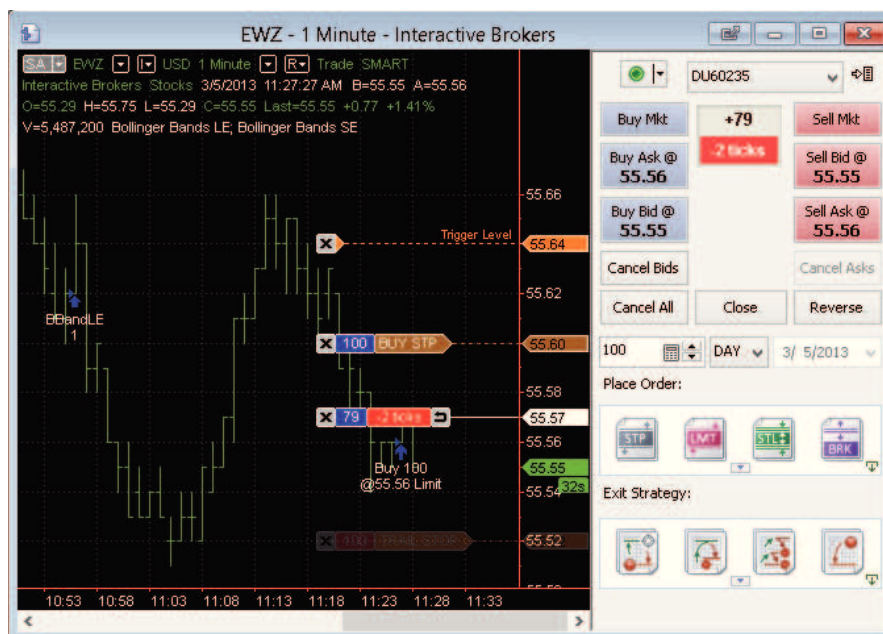 EWZ - 1 Minute - Interactive Brokers
SA EWZ I USD 1 Minute R Trade SMART
Interactive Brokers Stocks 3/5/2013 11:27:27 AM B=55.55 A=55.56
O=55.29 H=55.75 L=55.29 C=55.55 Last=55.55 +0.77 +1.41%
V=5,487,200 Bollinger Bands LE; Bollinger Bands SE
55.66
Trigger Level
55.64
55.62
BBandLE
1
100 BUY STP
55.60
55.58
79 -2 ticks
55.57
55.56
Buy 100
@55.56 Limit
55.55
32s
55.54
100
55.52
55.50
10:53 10:58 11:03 11:08 11:13 11:18 11:23 11:28 11:33
DU60235
Buy Mkt
+79
Sell Mkt
-2 ticks
Buy Ask @
55.56
Sell Bid @
55.55
Buy Bid @
55.55
Sell Ask @
55.56
Cancel Bids
Cancel Asks
Cancel All
Close
Reverse
100
DAY
3/ 5/2013
Place Order:
STP
LMT
STL
BRK
Exit Strategy: